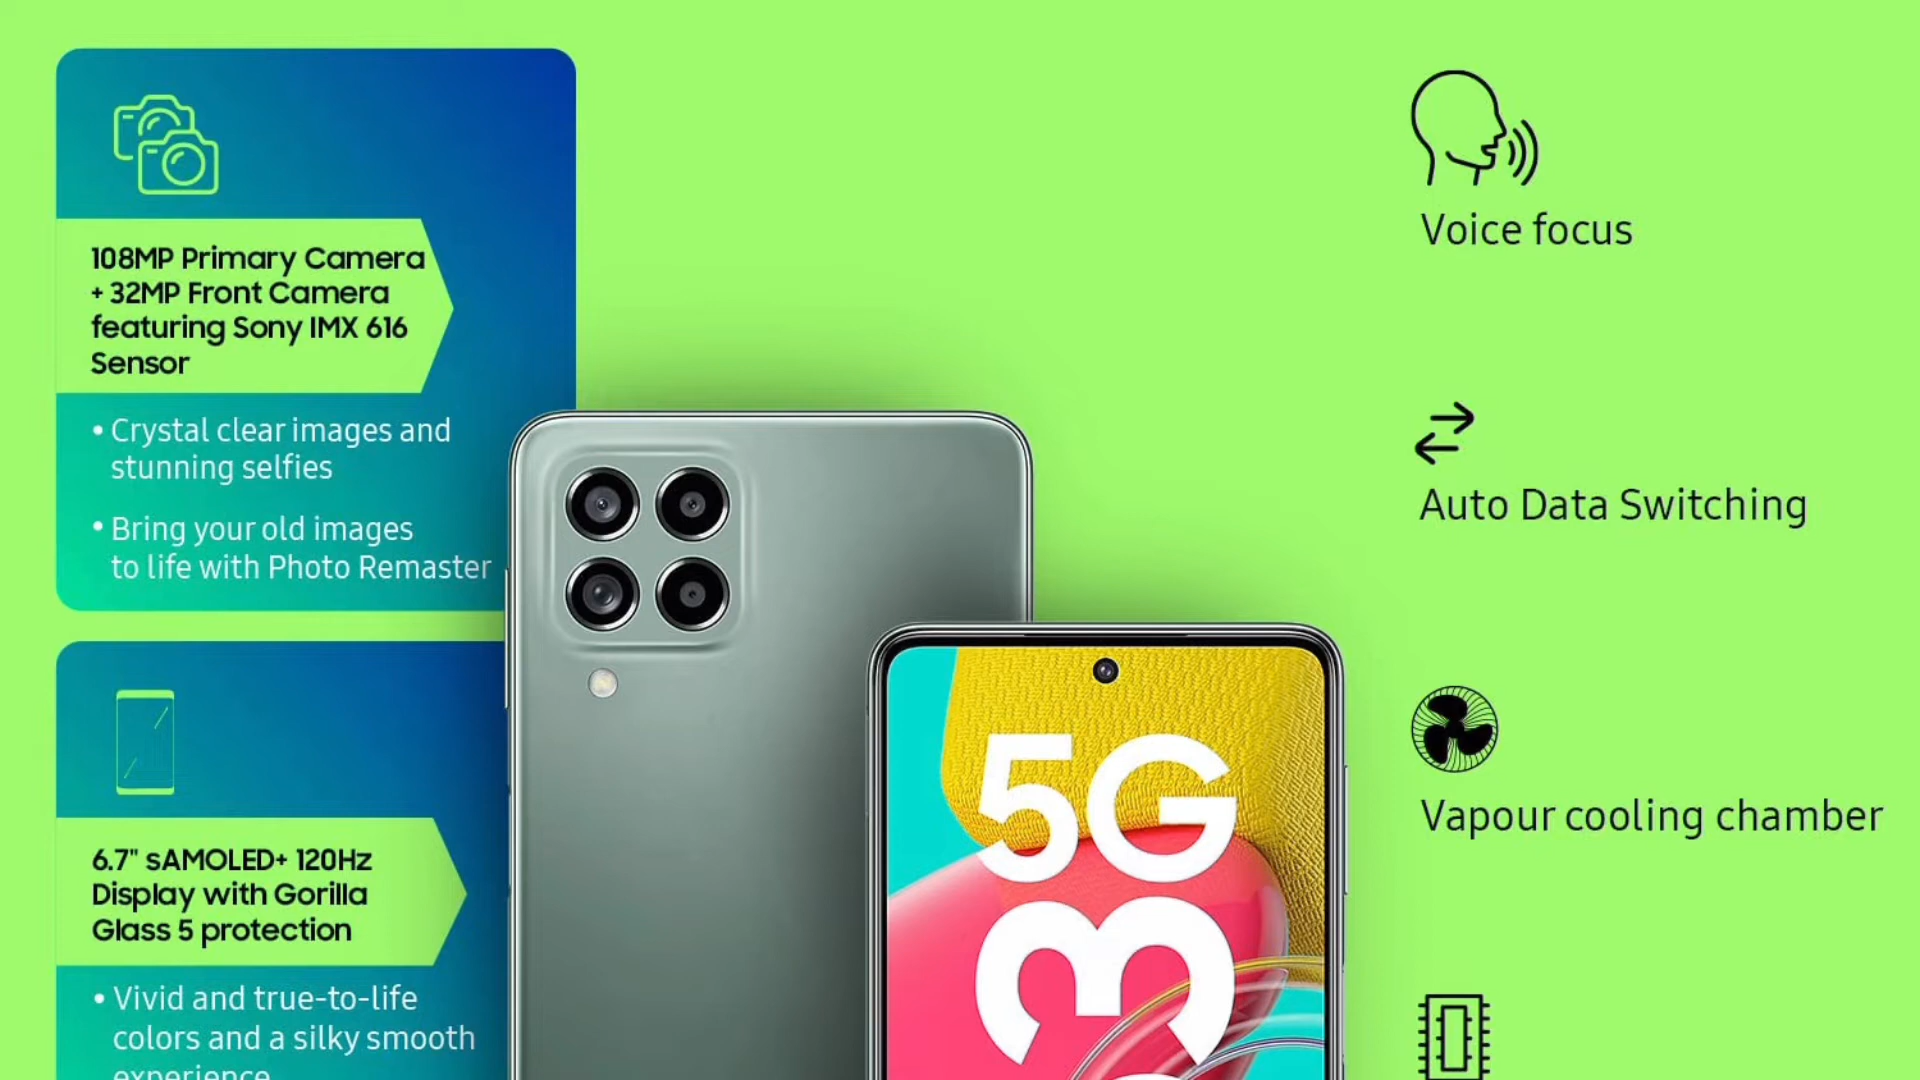 108MP Primary Camera
+ 32MP Front Camera
featuring Sony IMX 616
Sensor
• Crystal clear images and
stunning selfies
• Bring your old images
to life with Photo Remaster
6.7" sAMOLED+ 120Hz
Display with Gorilla
Glass 5 protection
• Vivid and true-to-life
colors and a silky smooth
experience
5G
Voice focus
Auto Data Switching
Vapour cooling chamber